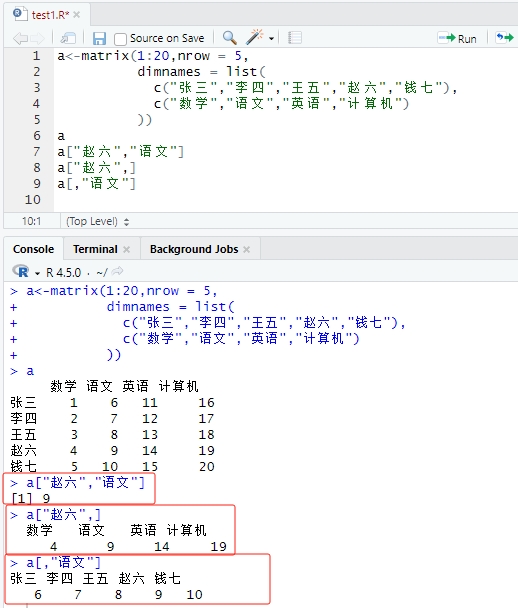 test1.R*
Source on Save Run
1 a<-matrix(1:20,nrow = 5,
2 dimnames = list(
3 c("张三","李四","王五","赵六","钱七"),
4 c("数学","语文","英语","计算机")
5 ))
6 a
7 a["赵六","语文"]
8 a["赵六",]
9 a[,"语文"]
10
10:1 (Top Level)
Console Terminal Background Jobs
R R 4.5.0 · ~/
> a<-matrix(1:20,nrow = 5,
+ dimnames = list(
+ c("张三","李四","王五","赵六","钱七"),
+ c("数学","语文","英语","计算机")
+ ))
> a
数学 语文 英语 计算机
张三 1 6 11 16
李四 2 7 12 17
王五 3 8 13 18
赵六 4 9 14 19
钱七 5 10 15 20
> a["赵六","语文"]
[1] 9
> a["赵六",]
数学 语文 英语 计算机
4 9 14 19
> a[,"语文"]
张三 李四 王五 赵六 钱七
6 7 8 9 10